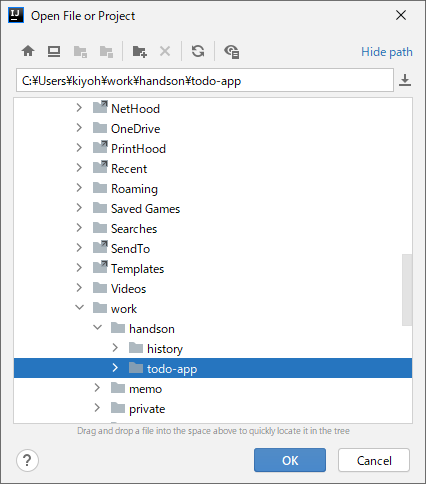 IJ Open File or Project
Hide path
C:¥Users¥kiyoh¥work¥handson¥todo-app
NetHood
OneDrive
PrintHood
Recent
Roaming
Saved Games
Searches
SendTo
Templates
Videos
work
handson
history
todo-app
memo
private
Drag and drop a file into the space above to quickly locate it in the tree
? OK Cancel